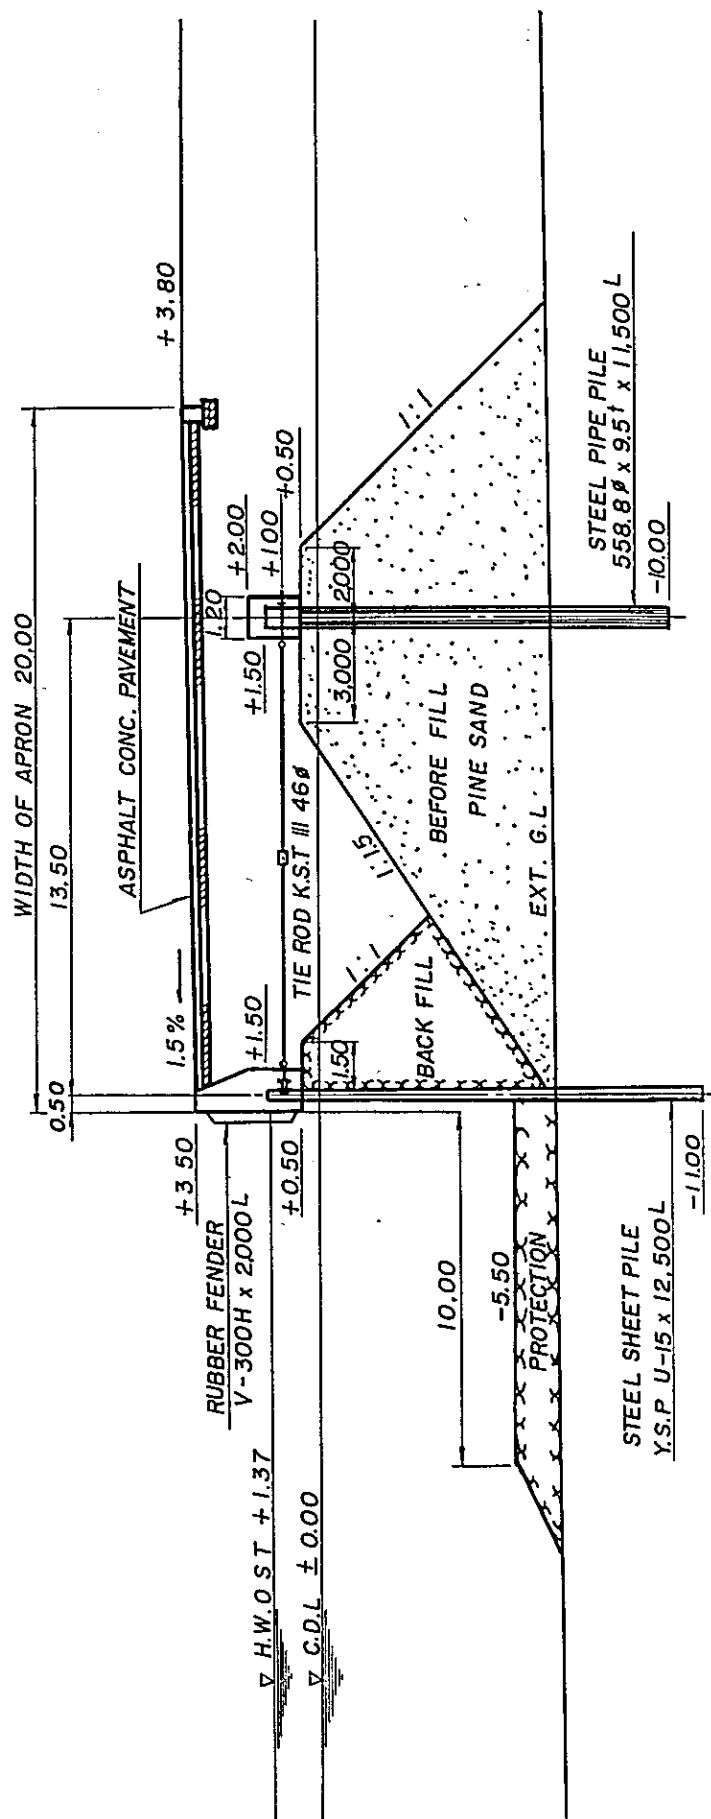 WIDTH OF APRON 20.00
13.50
0.50
ASPHALT CONC. PAVEMENT
1.5%
+3.80
+3.50
RUBBER FENDER
V-300H x 2,000L
+1.50
+1.50
1.20
+2.00
+100
+0.50
+0.50
TIE ROD K.S.T III 46ø
▽ H.W.O S T +1.37
▽ C.D.L ±0.00
1.50
1:1
BACK FILL
1:1.5
3,000
2,000
1:1
BEFORE FILL
PINE SAND
EXT. G.L
10.00
-5.50
PROTECTION
STEEL SHEET PILE
Y.S.P U-15 x 12,500L
-11.00
STEEL PIPE PILE
558.8ø x 9.5t x 11,500L
-10.00